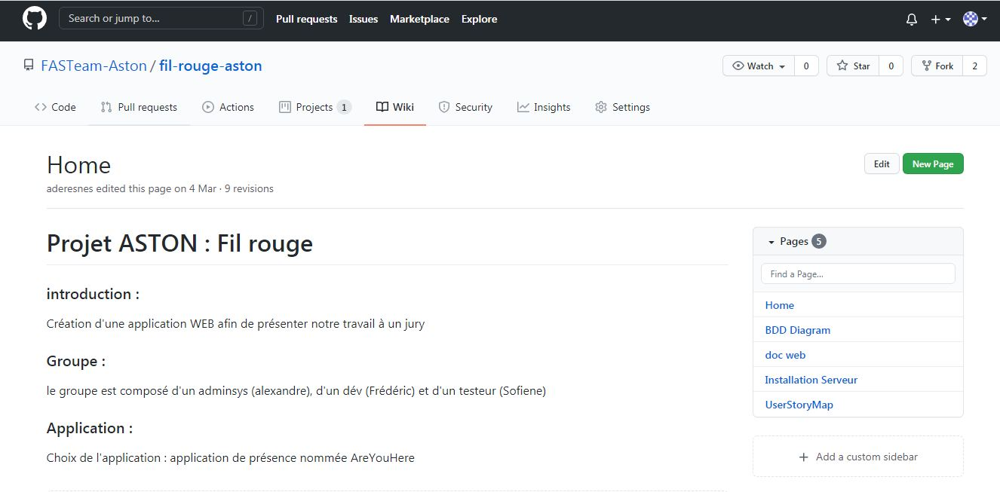 Search or jump to... /
Pull requests Issues Marketplace Explore
FASTeam-Aston / fil-rouge-aston
Watch 0 Star 0 Fork 2
Code Pull requests Actions Projects 1 Wiki Security Insights Settings
Home
Edit New Page
aderesnes edited this page on 4 Mar · 9 revisions
Projet ASTON : Fil rouge
introduction :
Création d'une application WEB afin de présenter notre travail à un jury
Groupe :
le groupe est composé d'un adminsys (alexandre), d'un dév (Frédéric) et d'un testeur (Sofiene)
Application :
Choix de l'application : application de présence nommée AreYouHere
Pages 5
Find a Page...
Home
BDD Diagram
doc web
Installation Serveur
UserStoryMap
+ Add a custom sidebar